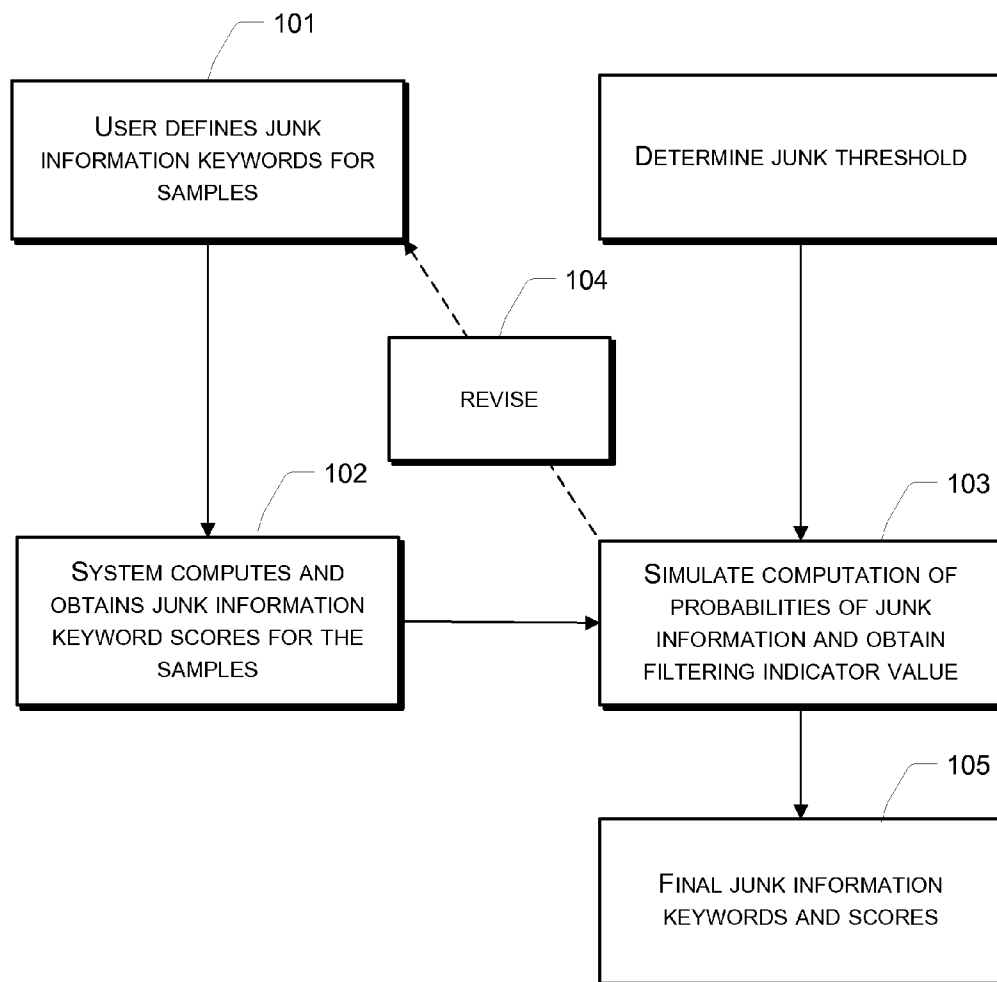 101
USER DEFINES JUNK
INFORMATION KEYWORDS FOR
SAMPLES
DETERMINE JUNK THRESHOLD
104
REVISE
102
SYSTEM COMPUTES AND
OBTAINS JUNK INFORMATION
KEYWORD SCORES FOR THE
SAMPLES
103
SIMULATE COMPUTATION OF
PROBABILITIES OF JUNK
INFORMATION AND OBTAIN
FILTERING INDICATOR VALUE
105
FINAL JUNK INFORMATION
KEYWORDS AND SCORES